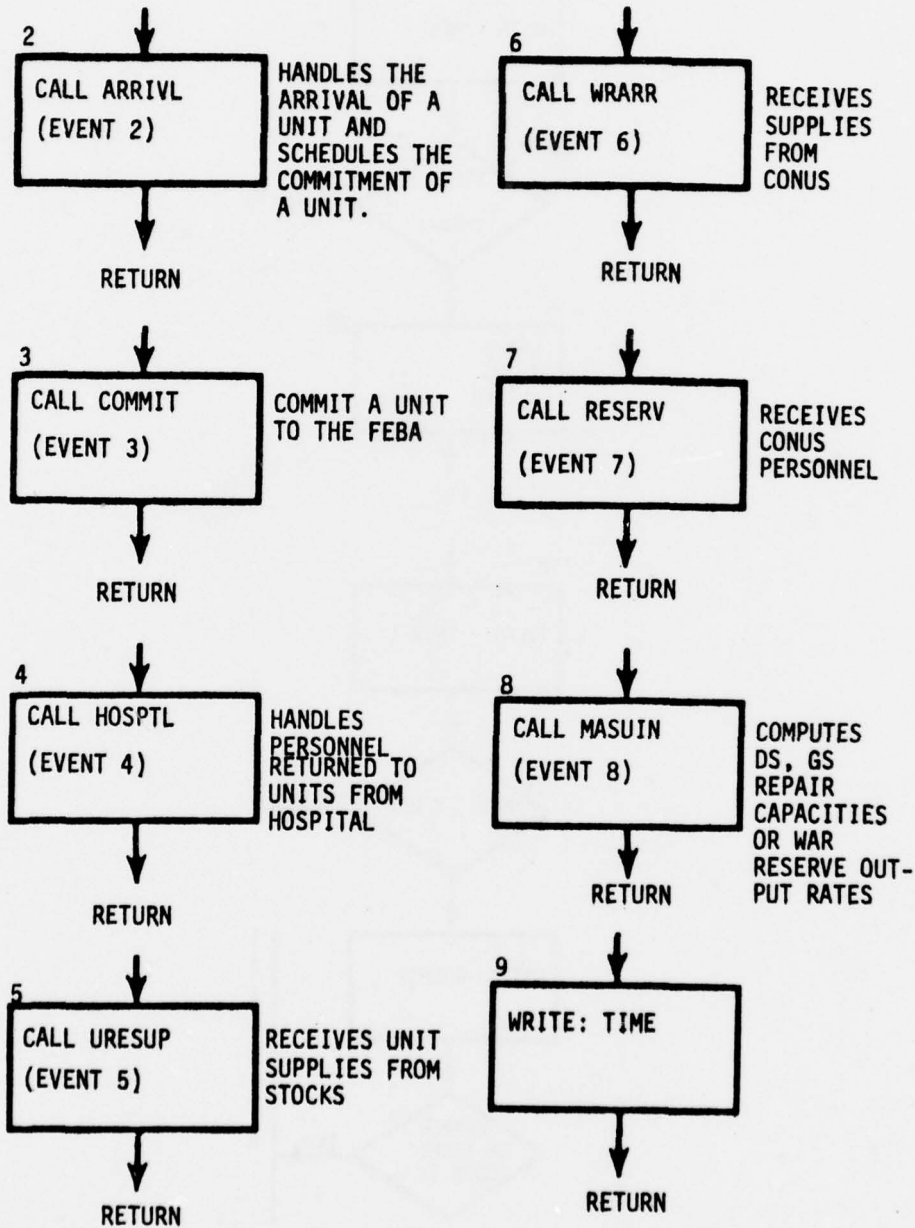 2
CALL ARRIVL
(EVENT 2)
HANDLES THE
ARRIVAL OF A
UNIT AND
SCHEDULES THE
COMMITMENT OF
A UNIT.
RETURN
3
CALL COMMIT
(EVENT 3)
COMMIT A UNIT
TO THE FEBA
RETURN
4
CALL HOSPTL
(EVENT 4)
HANDLES
PERSONNEL
RETURNED TO
UNITS FROM
HOSPITAL
RETURN
5
CALL URESUP
(EVENT 5)
RECEIVES UNIT
SUPPLIES FROM
STOCKS
RETURN
6
CALL WRARR
(EVENT 6)
RECEIVES
SUPPLIES
FROM
CONUS
RETURN
7
CALL RESERV
(EVENT 7)
RECEIVES
CONUS
PERSONNEL
RETURN
8
CALL MASUIN
(EVENT 8)
COMPUTES
DS, GS
REPAIR
CAPACITIES
OR WAR
RESERVE OUT-
PUT RATES
RETURN
9
WRITE: TIME
RETURN